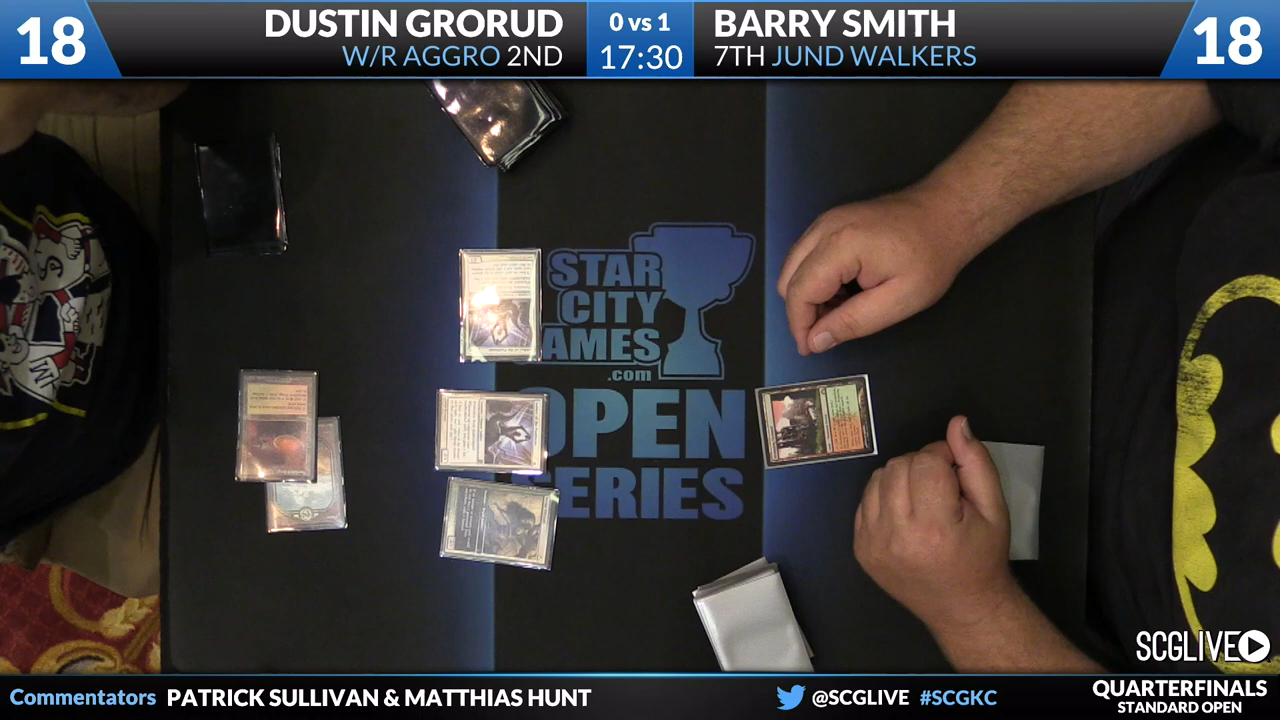 18
DUSTIN GRORUD
W/R AGGRO 2ND
0 vs 1
17:30
BARRY SMITH
7TH JUND WALKERS
18
STAR
CITY
GAMES
.com
OPEN
SERIES
SCGLIVE
Commentators PATRICK SULLIVAN & MATTHIAS HUNT
@SCGLIVE #SCGKC
QUARTERFINALS
STANDARD OPEN